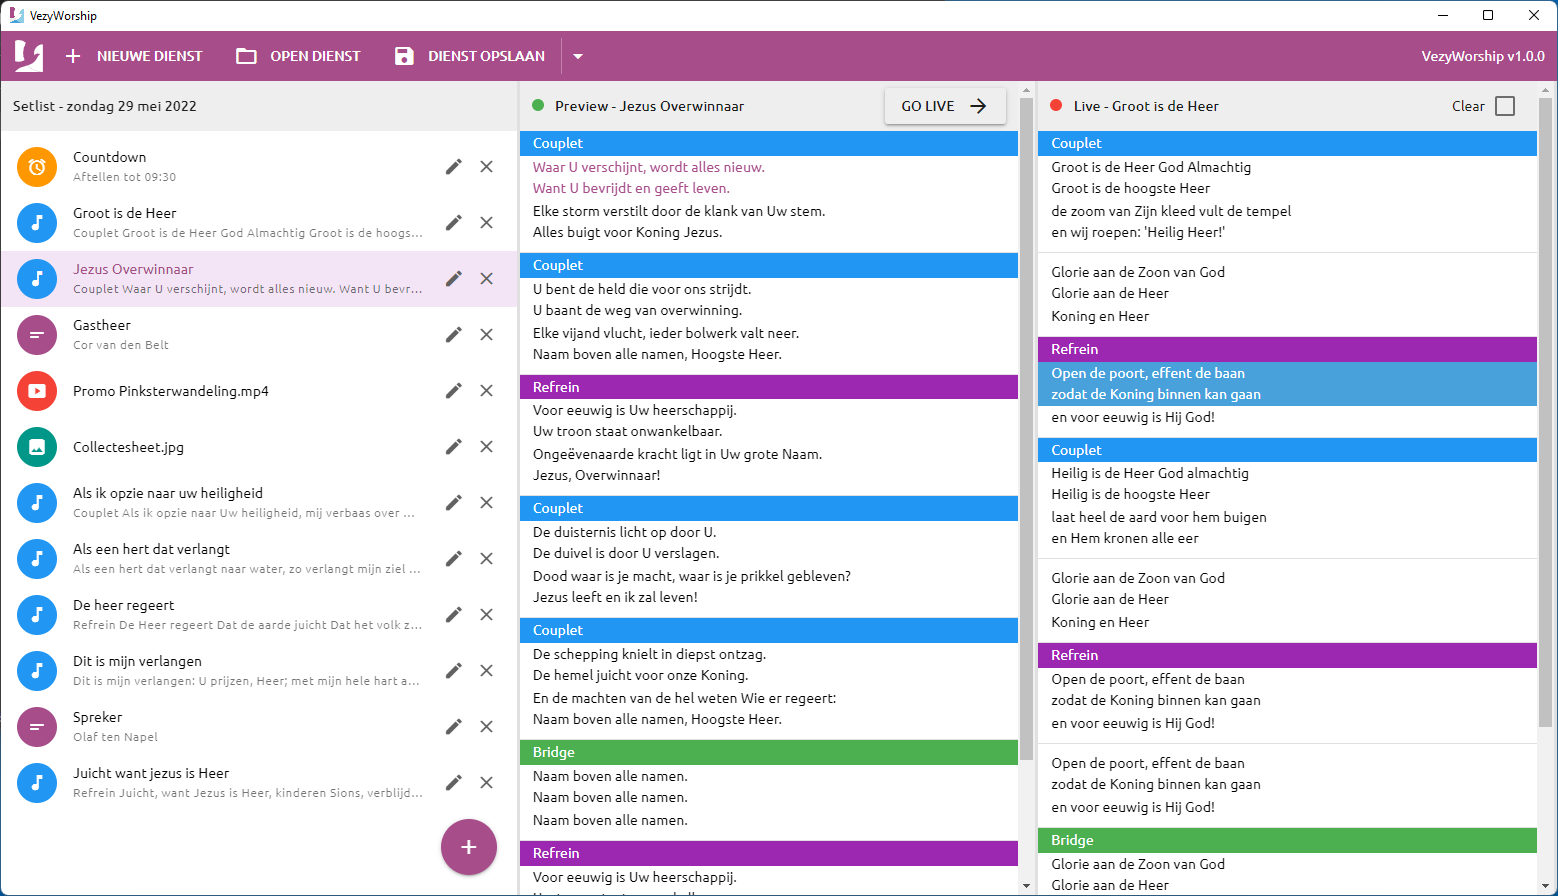 VezyWorship
NIEUWE DIENST
OPEN DIENST
DIENST OPSLAAN
VezyWorship v1.0.0
Setlist - zondag 29 mei 2022
Countdown
Aftellen tot 09:30
Groot is de Heer
Couplet Groot is de Heer God Almachtig Groot is de hoogs...
Jezus Overwinnaar
Couplet Waar U verschijnt, wordt alles nieuw. Want U bevr...
Gastheer
Cor van den Belt
Promo Pinksterwandeling.mp4
Collectesheet.jpg
Als ik opzie naar uw heiligheid
Couplet Als ik opzie naar Uw heiligheid, mij verbaas over ...
Als een hert dat verlangt
Als een hert dat verlangt naar water, zo verlangt mijn ziel ...
De heer regeert
Refrein De Heer regeert Dat de aarde juicht Dat het volk z...
Dit is mijn verlangen
Dit is mijn verlangen: U prijzen, Heer; met mijn hele hart a...
Spreker
Olaf ten Napel
Juicht want jezus is Heer
Refrein Juicht, want Jezus is Heer, kinderen Sions, verblijd...
Preview - Jezus Overwinnaar
GO LIVE
Couplet
Waar U verschijnt, wordt alles nieuw.
Want U bevrijdt en geeft leven.
Elke storm verstilt door de klank van Uw stem.
Alles buigt voor Koning Jezus.
Couplet
U bent de held die voor ons strijdt.
U baant de weg van overwinning.
Elke vijand vlucht, ieder bolwerk valt neer.
Naam boven alle namen, Hoogste Heer.
Refrein
Voor eeuwig is Uw heerschappij.
Uw troon staat onwankelbaar.
Ongeëvenaarde kracht ligt in Uw grote Naam.
Jezus, Overwinnaar!
Couplet
De duisternis licht op door U.
De duivel is door U verslagen.
Dood waar is je macht, waar is je prikkel gebleven?
Jezus leeft en ik zal leven!
Couplet
De schepping knielt in diepst ontzag.
De hemel juicht voor onze Koning.
En de machten van de hel weten Wie er regeert:
Naam boven alle namen, Hoogste Heer.
Bridge
Naam boven alle namen.
Naam boven alle namen.
Naam boven alle namen.
Refrein
Voor eeuwig is Uw heerschappij.
Live - Groot is de Heer
Clear
Couplet
Groot is de Heer God Almachtig
Groot is de hoogste Heer
de zoom van Zijn kleed vult de tempel
en wij roepen: 'Heilig Heer!'
Glorie aan de Zoon van God
Glorie aan de Heer
Koning en Heer
Refrein
Open de poort, effent de baan
zodat de Koning binnen kan gaan
en voor eeuwig is Hij God!
Couplet
Heilig is de Heer God almachtig
Heilig is de hoogste Heer
laat heel de aard voor hem buigen
en Hem kronen alle eer
Glorie aan de Zoon van God
Glorie aan de Heer
Koning en Heer
Refrein
Open de poort, effent de baan
zodat de Koning binnen kan gaan
en voor eeuwig is Hij God!
Open de poort, effent de baan
zodat de Koning binnen kan gaan
en voor eeuwig is Hij God!
Bridge
Glorie aan de Zoon van God
Glorie aan de Heer